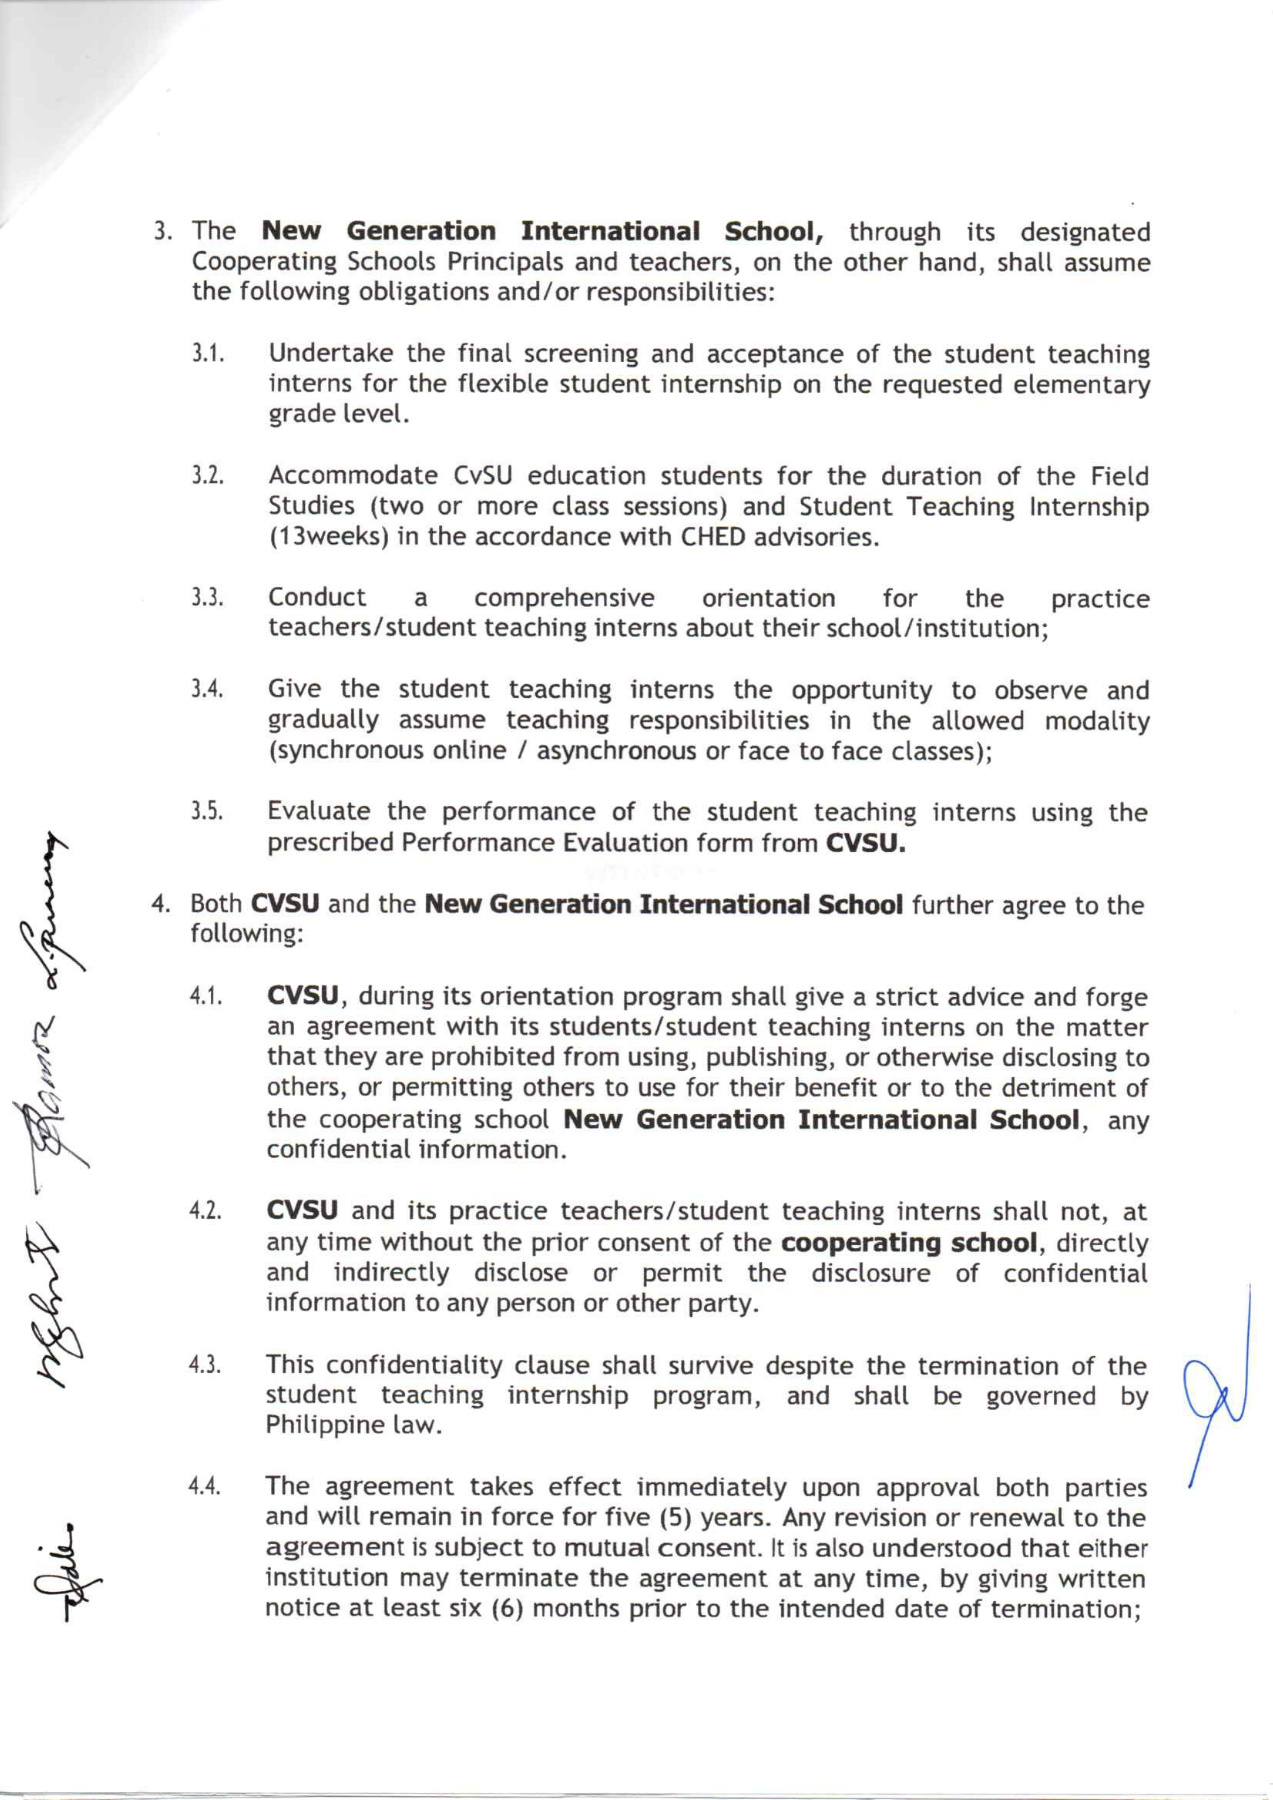 3. The New Generation International School, through its designated
Cooperating Schools Principals and teachers, on the other hand, shall assume
the following obligations and/or responsibilities:
3.1. Undertake the final screening and acceptance of the student teaching
interns for the flexible student internship on the requested elementary
grade level.
3.2. Accommodate CvSU education students for the duration of the Field
Studies (two or more class sessions) and Student Teaching Internship
(13weeks) in the accordance with CHED advisories.
3.3. Conduct a comprehensive orientation for the practice
teachers/student teaching interns about their school/institution;
3.4. Give the student teaching interns the opportunity to observe and
gradually assume teaching responsibilities in the allowed modality
(synchronous online / asynchronous or face to face classes);
3.5. Evaluate the performance of the student teaching interns using the
prescribed Performance Evaluation form from CVSU.
4. Both CVSU and the New Generation International School further agree to the
following:
4.1. CVSU, during its orientation program shall give a strict advice and forge
an agreement with its students/student teaching interns on the matter
that they are prohibited from using, publishing, or otherwise disclosing to
others, or permitting others to use for their benefit or to the detriment of
the cooperating school New Generation International School, any
confidential information.
4.2. CVSU and its practice teachers/student teaching interns shall not, at
any time without the prior consent of the cooperating school, directly
and indirectly disclose or permit the disclosure of confidential
information to any person or other party.
4.3. This confidentiality clause shall survive despite the termination of the
student teaching internship program, and shall be governed by
Philippine law.
4.4. The agreement takes effect immediately upon approval both parties
and will remain in force for five (5) years. Any revision or renewal to the
agreement is subject to mutual consent. It is also understood that either
institution may terminate the agreement at any time, by giving written
notice at least six (6) months prior to the intended date of termination;